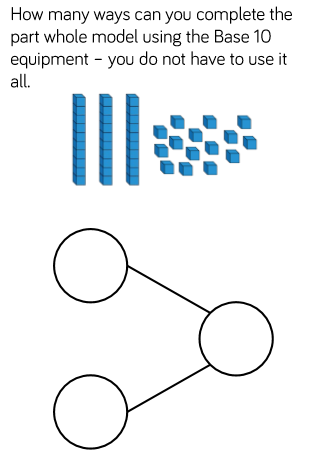 How many ways can you complete the
part whole model using the Base 10
equipment – you do not have to use it
all.